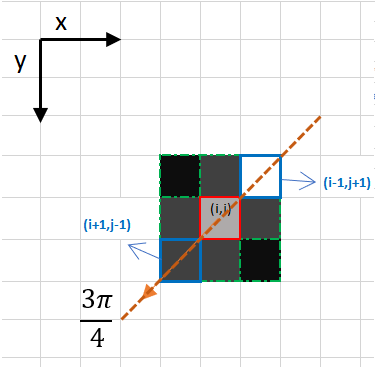 x
y
(i,j)
(i-1,j+1)
(i+1,j-1)
3π
4